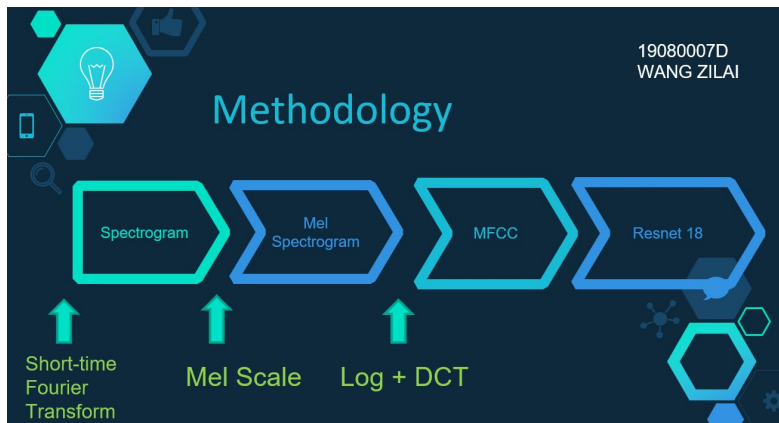 19080007D
WANG ZILAI
Methodology
Spectrogram
Mel
Spectrogram
MFCC
Resnet 18
Short-time
Fourier
Transform
Mel Scale
Log + DCT